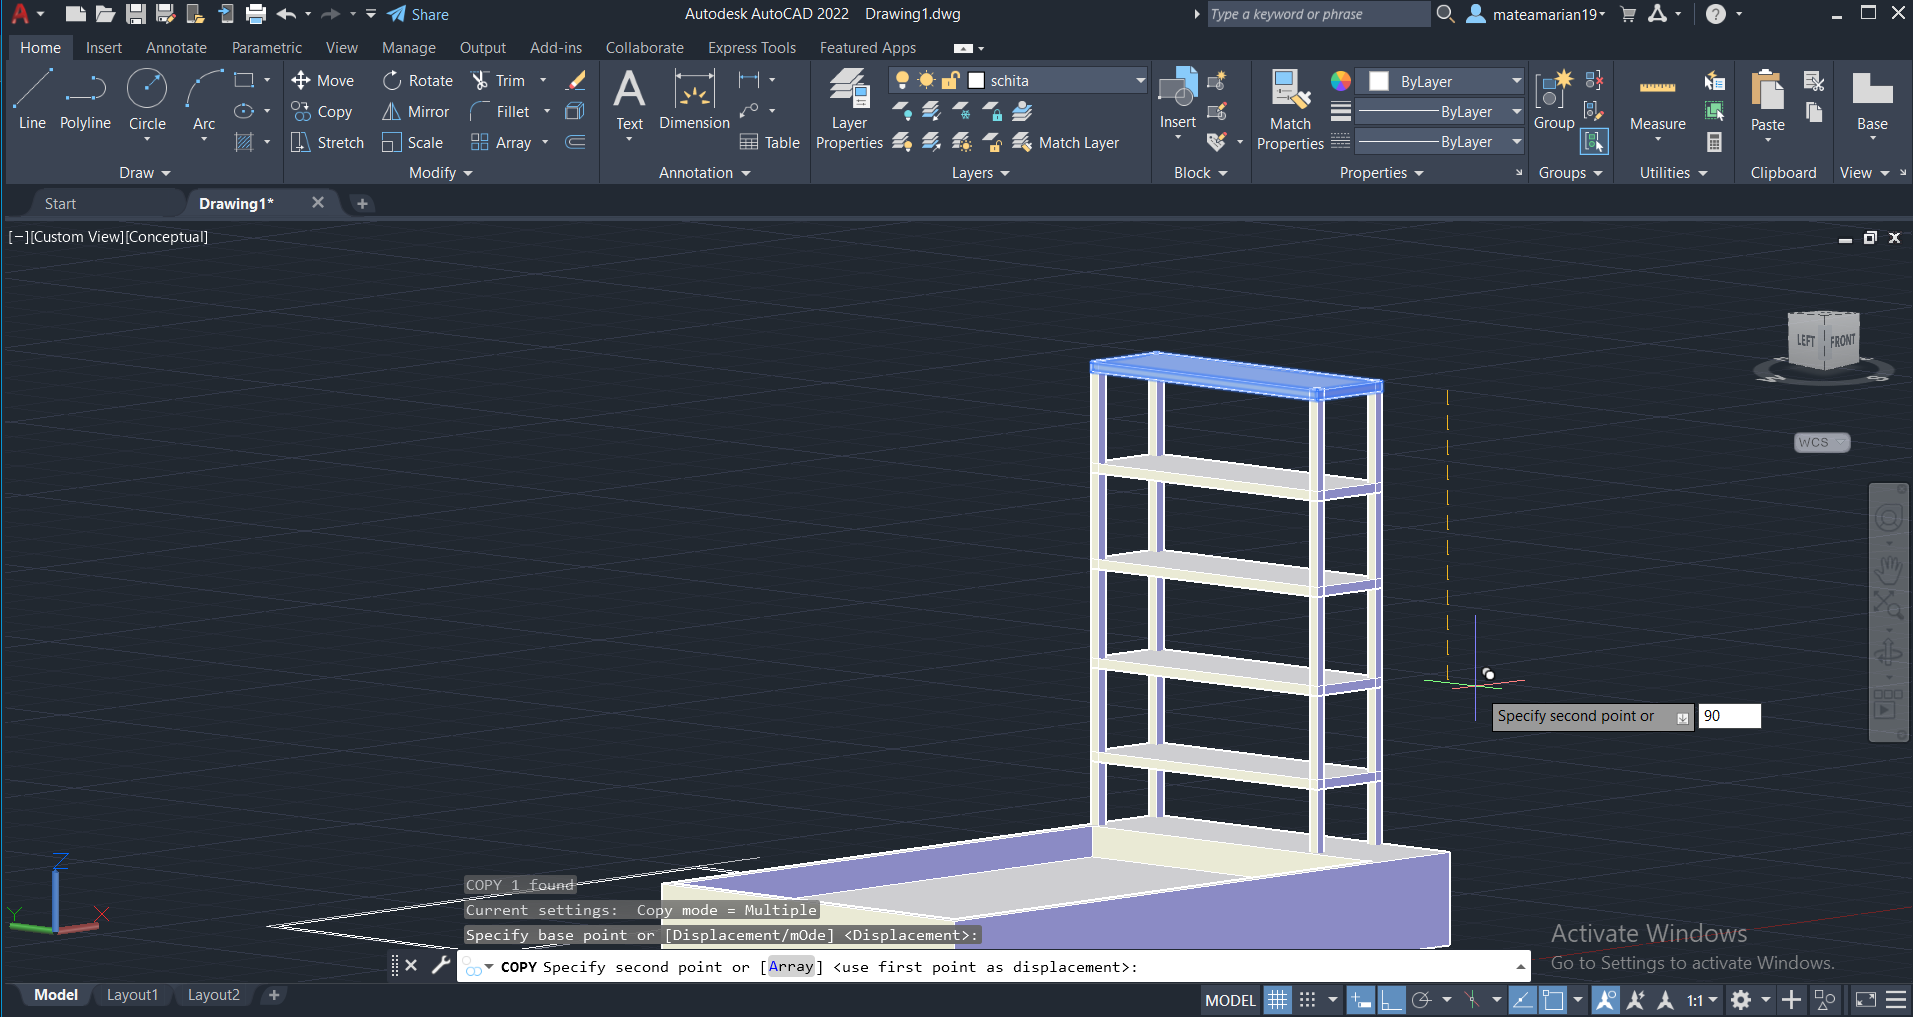 Share
Autodesk AutoCAD 2022 Drawing1.dwg
Type a keyword or phrase
mateamarian19
Home Insert Annotate Parametric View Manage Output Add-ins Collaborate Express Tools Featured Apps
Line Polyline Circle Arc
Draw
Move Rotate Trim
Copy Mirror Fillet
Stretch Scale Array
Modify
Text Dimension Table
Annotation
Layer Properties
schita
Match Layer
Layers
Insert
Block
Match Properties
ByLayer
ByLayer
ByLayer
Properties
Group
Groups
Measure
Utilities
Paste
Clipboard
Base
View
Start Drawing1*
[−][Custom View][Conceptual]
LEFT FRONT
W S
WCS
Specify second point or 90
Z
Y X
COPY 1 found
Current settings: Copy mode = Multiple
Specify base point or [Displacement/mOde] <Displacement>:
COPY Specify second point or [Array] <use first point as displacement>:
Activate Windows
Go to Settings to activate Windows.
Model Layout1 Layout2
MODEL 1:1